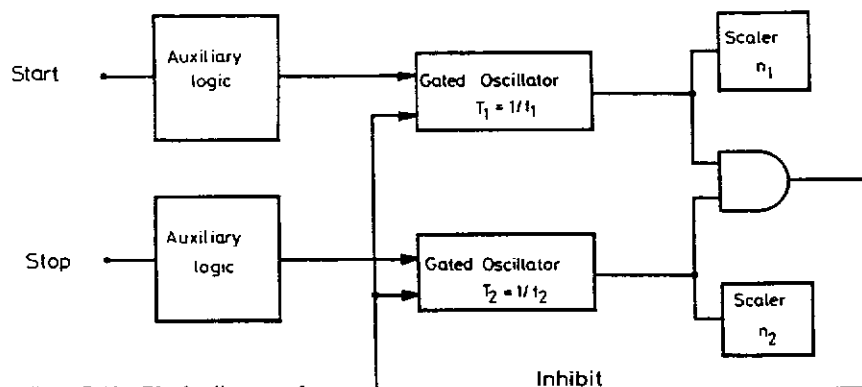 Start
Auxiliary
logic
Gated Oscillator
T₁ = 1/f₁
Scaler
n₁
Stop
Auxiliary
logic
Gated Oscillator
T₂ = 1/f₂
Scaler
n₂
Inhibit